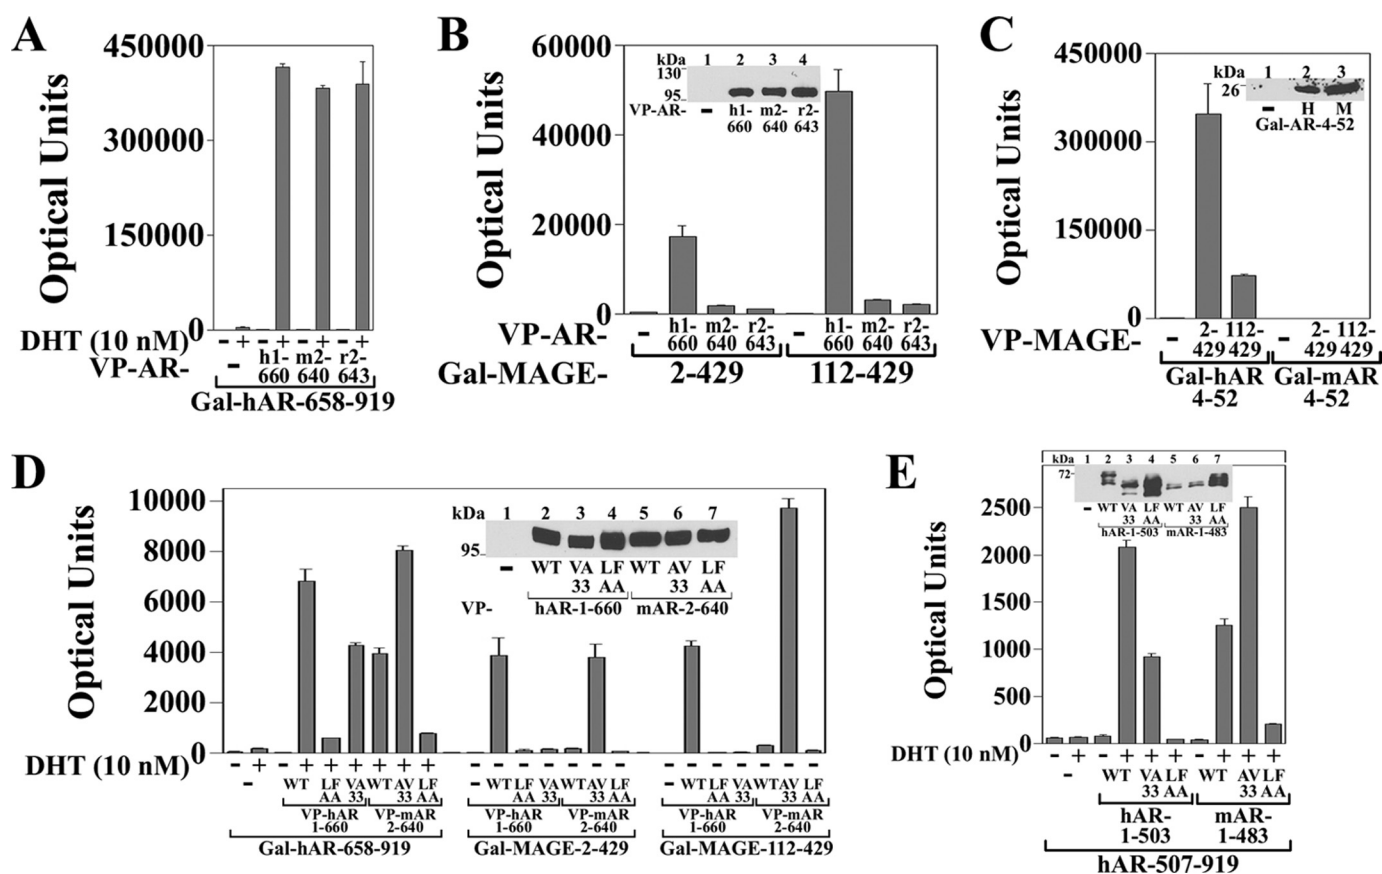 A
Optical Units
450000
300000
150000
0
DHT (10 nM) - + - + - + - +
VP-AR- - h1-660 m2-640 r2-643
Gal-hAR-658-919
B
Optical Units
60000
40000
20000
0
kDa 1 2 3 4
130
95
VP-AR- - h1-660 m2-640 r2-643
VP-AR- - h1-660 m2-640 r2-643 - h1-660 m2-640 r2-643
Gal-MAGE- 2-429 112-429
C
Optical Units
450000
300000
150000
0
kDa 1 2 3
26
- H M
Gal-AR-4-52
VP-MAGE- - 2-429 112-429 - 2-429 112-429
Gal-hAR 4-52 Gal-mAR 4-52
D
Optical Units
10000
8000
6000
4000
2000
0
kDa 1 2 3 4 5 6 7
95
- WT VA 33 LF AA WT AV 33 LF AA
VP- hAR-1-660 mAR-2-640
DHT (10 nM) - + - + + + + + + - - - - - - - - - - - - - -
- WT LF AA VA 33 WT AV 33 LF AA WT LF AA VA 33 WT AV 33 LF AA WT LF AA VA 33 WT AV 33 LF AA
VP-hAR 1-660 VP-mAR 2-640 VP-hAR 1-660 VP-mAR 2-640 VP-hAR 1-660 VP-mAR 2-640
Gal-hAR-658-919 Gal-MAGE-2-429 Gal-MAGE-112-429
E
Optical Units
2500
2000
1500
1000
500
0
kDa 1 2 3 4 5 6 7
72
- WT VA 33 LF AA WT AV 33 LF AA
hAR-1-503 mAR-1-483
DHT (10 nM) - + - + + + - + + +
- WT VA 33 LF AA WT AV 33 LF AA
hAR-1-503 mAR-1-483
hAR-507-919